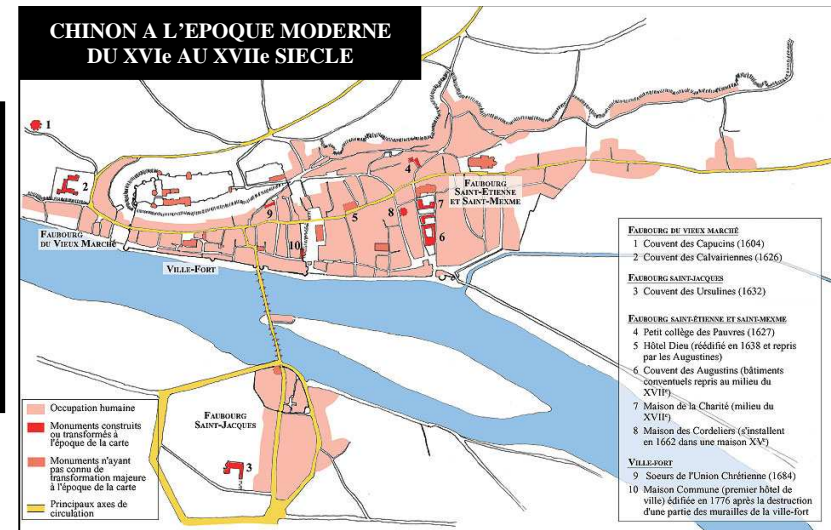 CHINON A L'EPOQUE MODERNE
DU XVIe AU XVIIe SIECLE
1
2
3
4
5
6
7
8
9
10
FAUBOURG
DU VIEUX MARCHÉ
VILLE-FORT
FAUBOURG
SAINT-ETIENNE
ET SAINT-MEXME
FAUBOURG
SAINT-JACQUES
Occupation humaine
Monuments construits
ou transformés à
l'époque de la carte
Monuments n'ayant
pas connu de
transformation majeure
à l'époque de la carte
Principaux axes de
circulation
FAUBOURG DU VIEUX MARCHÉ
1 Couvent des Capucins (1604)
2 Couvent des Calvairiennes (1626)
FAUBOURG SAINT-JACQUES
3 Couvent des Ursulines (1632)
FAUBOURG SAINT-ÉTIENNE ET SAINT-MEXME
4 Petit collège des Pauvres (1627)
5 Hôtel Dieu (réédifié en 1638 et repris
par les Augustines)
6 Couvent des Augustins (bâtiments
conventuels repris au milieu du
XVIIe)
7 Maison de la Charité (milieu du
XVIIe)
8 Maison des Cordeliers (s'installent
en 1662 dans une maison XVe)
VILLE-FORT
9 Soeurs de l'Union Chrétienne (1684)
10 Maison Commune (premier hôtel de
ville) édifiée en 1776 après la destruction
d'une partie des murailles de la ville-fort